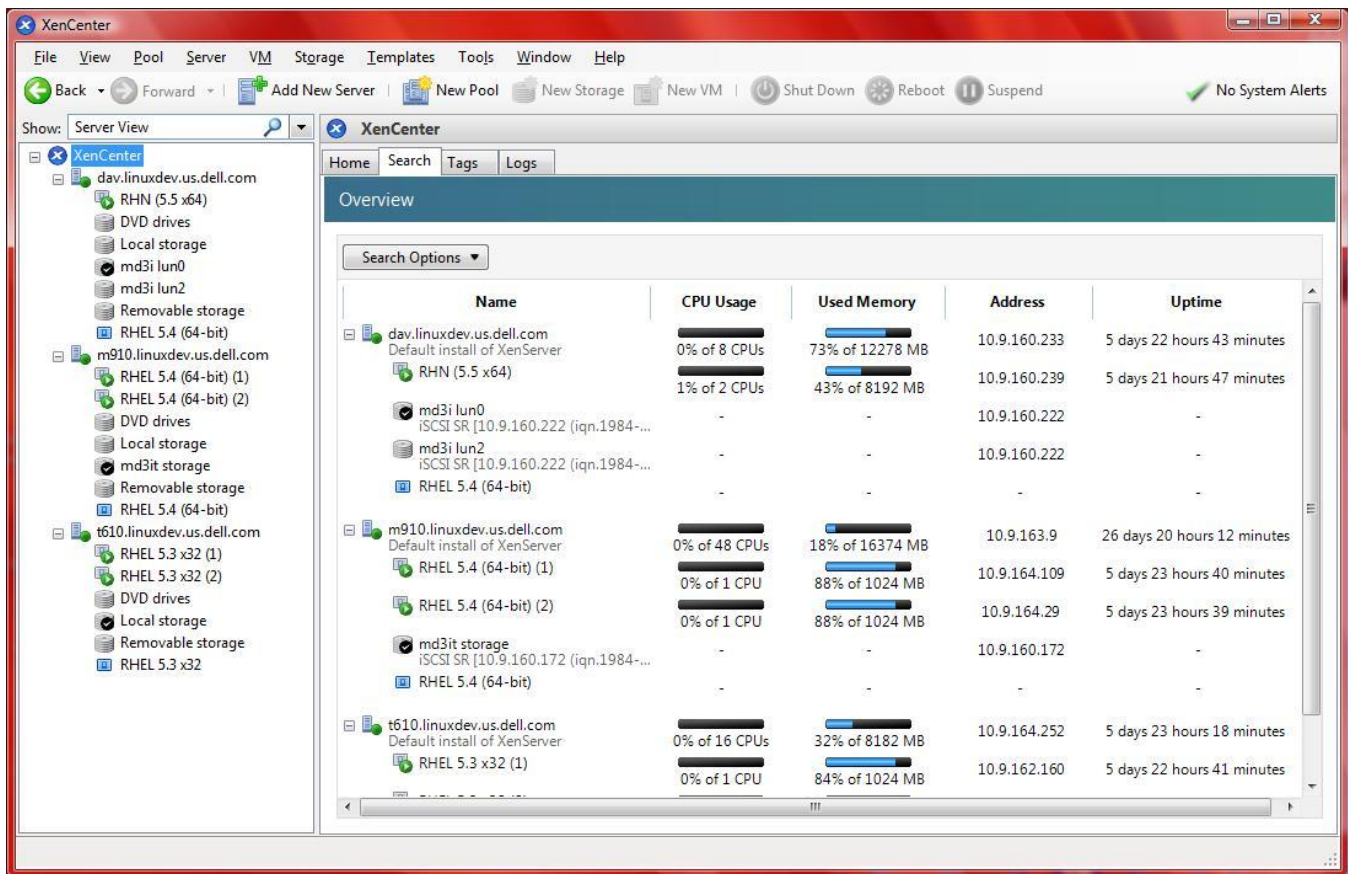 XenCenter
File View Pool Server VM Storage Templates Tools Window Help
Back Forward Add New Server New Pool New Storage New VM Shut Down Reboot Suspend No System Alerts
Show: Server View
XenCenter
dav.linuxdev.us.dell.com
RHN (5.5 x64)
DVD drives
Local storage
md3i lun0
md3i lun2
Removable storage
RHEL 5.4 (64-bit)
m910.linuxdev.us.dell.com
RHEL 5.4 (64-bit) (1)
RHEL 5.4 (64-bit) (2)
DVD drives
Local storage
md3it storage
Removable storage
RHEL 5.4 (64-bit)
t610.linuxdev.us.dell.com
RHEL 5.3 x32 (1)
RHEL 5.3 x32 (2)
DVD drives
Local storage
Removable storage
RHEL 5.3 x32
XenCenter
Home Search Tags Logs
Overview
Search Options
Name CPU Usage Used Memory Address Uptime
dav.linuxdev.us.dell.com
Default install of XenServer 0% of 8 CPUs 73% of 12278 MB 10.9.160.233 5 days 22 hours 43 minutes
RHN (5.5 x64) 1% of 2 CPUs 43% of 8192 MB 10.9.160.239 5 days 21 hours 47 minutes
md3i lun0 - - 10.9.160.222 -
iSCSI SR [10.9.160.222 (iqn.1984-...
md3i lun2 - - 10.9.160.222 -
iSCSI SR [10.9.160.222 (iqn.1984-...
RHEL 5.4 (64-bit) - - - -
m910.linuxdev.us.dell.com
Default install of XenServer 0% of 48 CPUs 18% of 16374 MB 10.9.163.9 26 days 20 hours 12 minutes
RHEL 5.4 (64-bit) (1) 0% of 1 CPU 88% of 1024 MB 10.9.164.109 5 days 23 hours 40 minutes
RHEL 5.4 (64-bit) (2) 0% of 1 CPU 88% of 1024 MB 10.9.164.29 5 days 23 hours 39 minutes
md3it storage - - 10.9.160.172 -
iSCSI SR [10.9.160.172 (iqn.1984-...
RHEL 5.4 (64-bit) - - - -
t610.linuxdev.us.dell.com
Default install of XenServer 0% of 16 CPUs 32% of 8182 MB 10.9.164.252 5 days 23 hours 18 minutes
RHEL 5.3 x32 (1) 0% of 1 CPU 84% of 1024 MB 10.9.162.160 5 days 22 hours 41 minutes